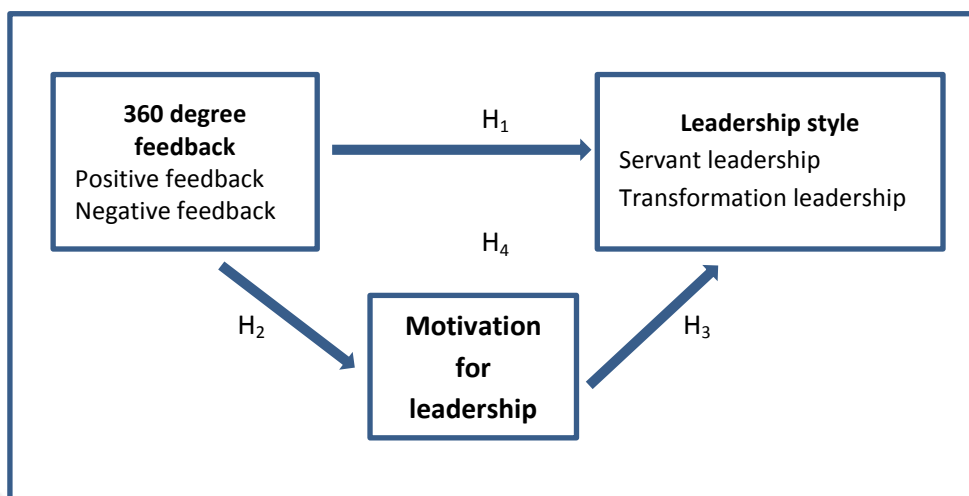 360 degree
feedback
Positive feedback
Negative feedback
H₁
Leadership style
Servant leadership
Transformation leadership
H₄
H₂
Motivation
for
leadership
H₃